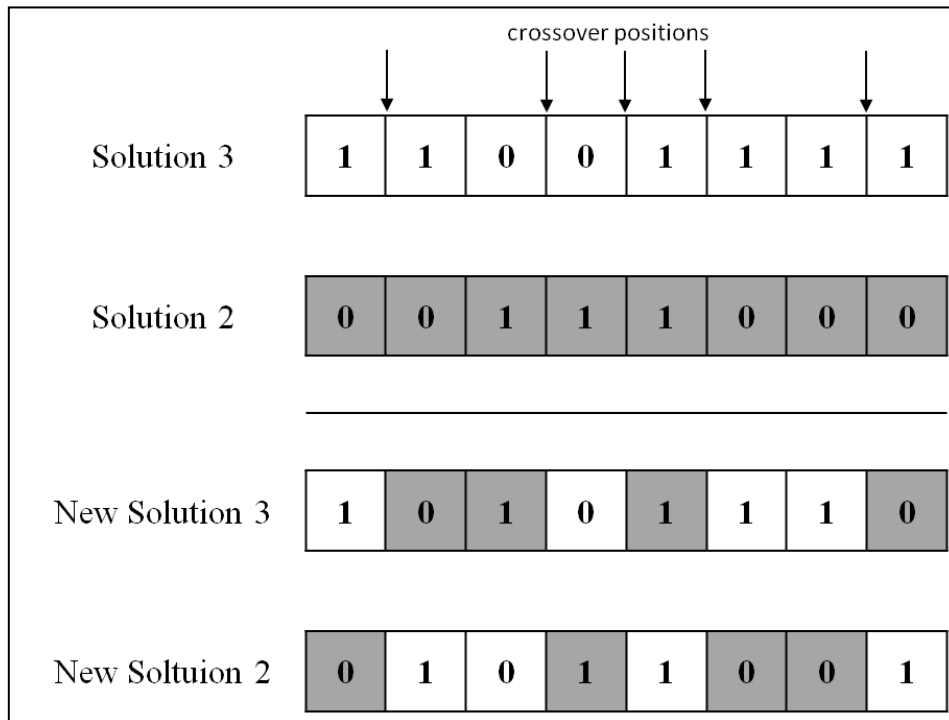 crossover positions
Solution 3 1 1 0 0 1 1 1 1
Solution 2 0 0 1 1 1 0 0 0
New Solution 3 1 0 1 0 1 1 1 0
New Soltuion 2 0 1 0 1 1 0 0 1